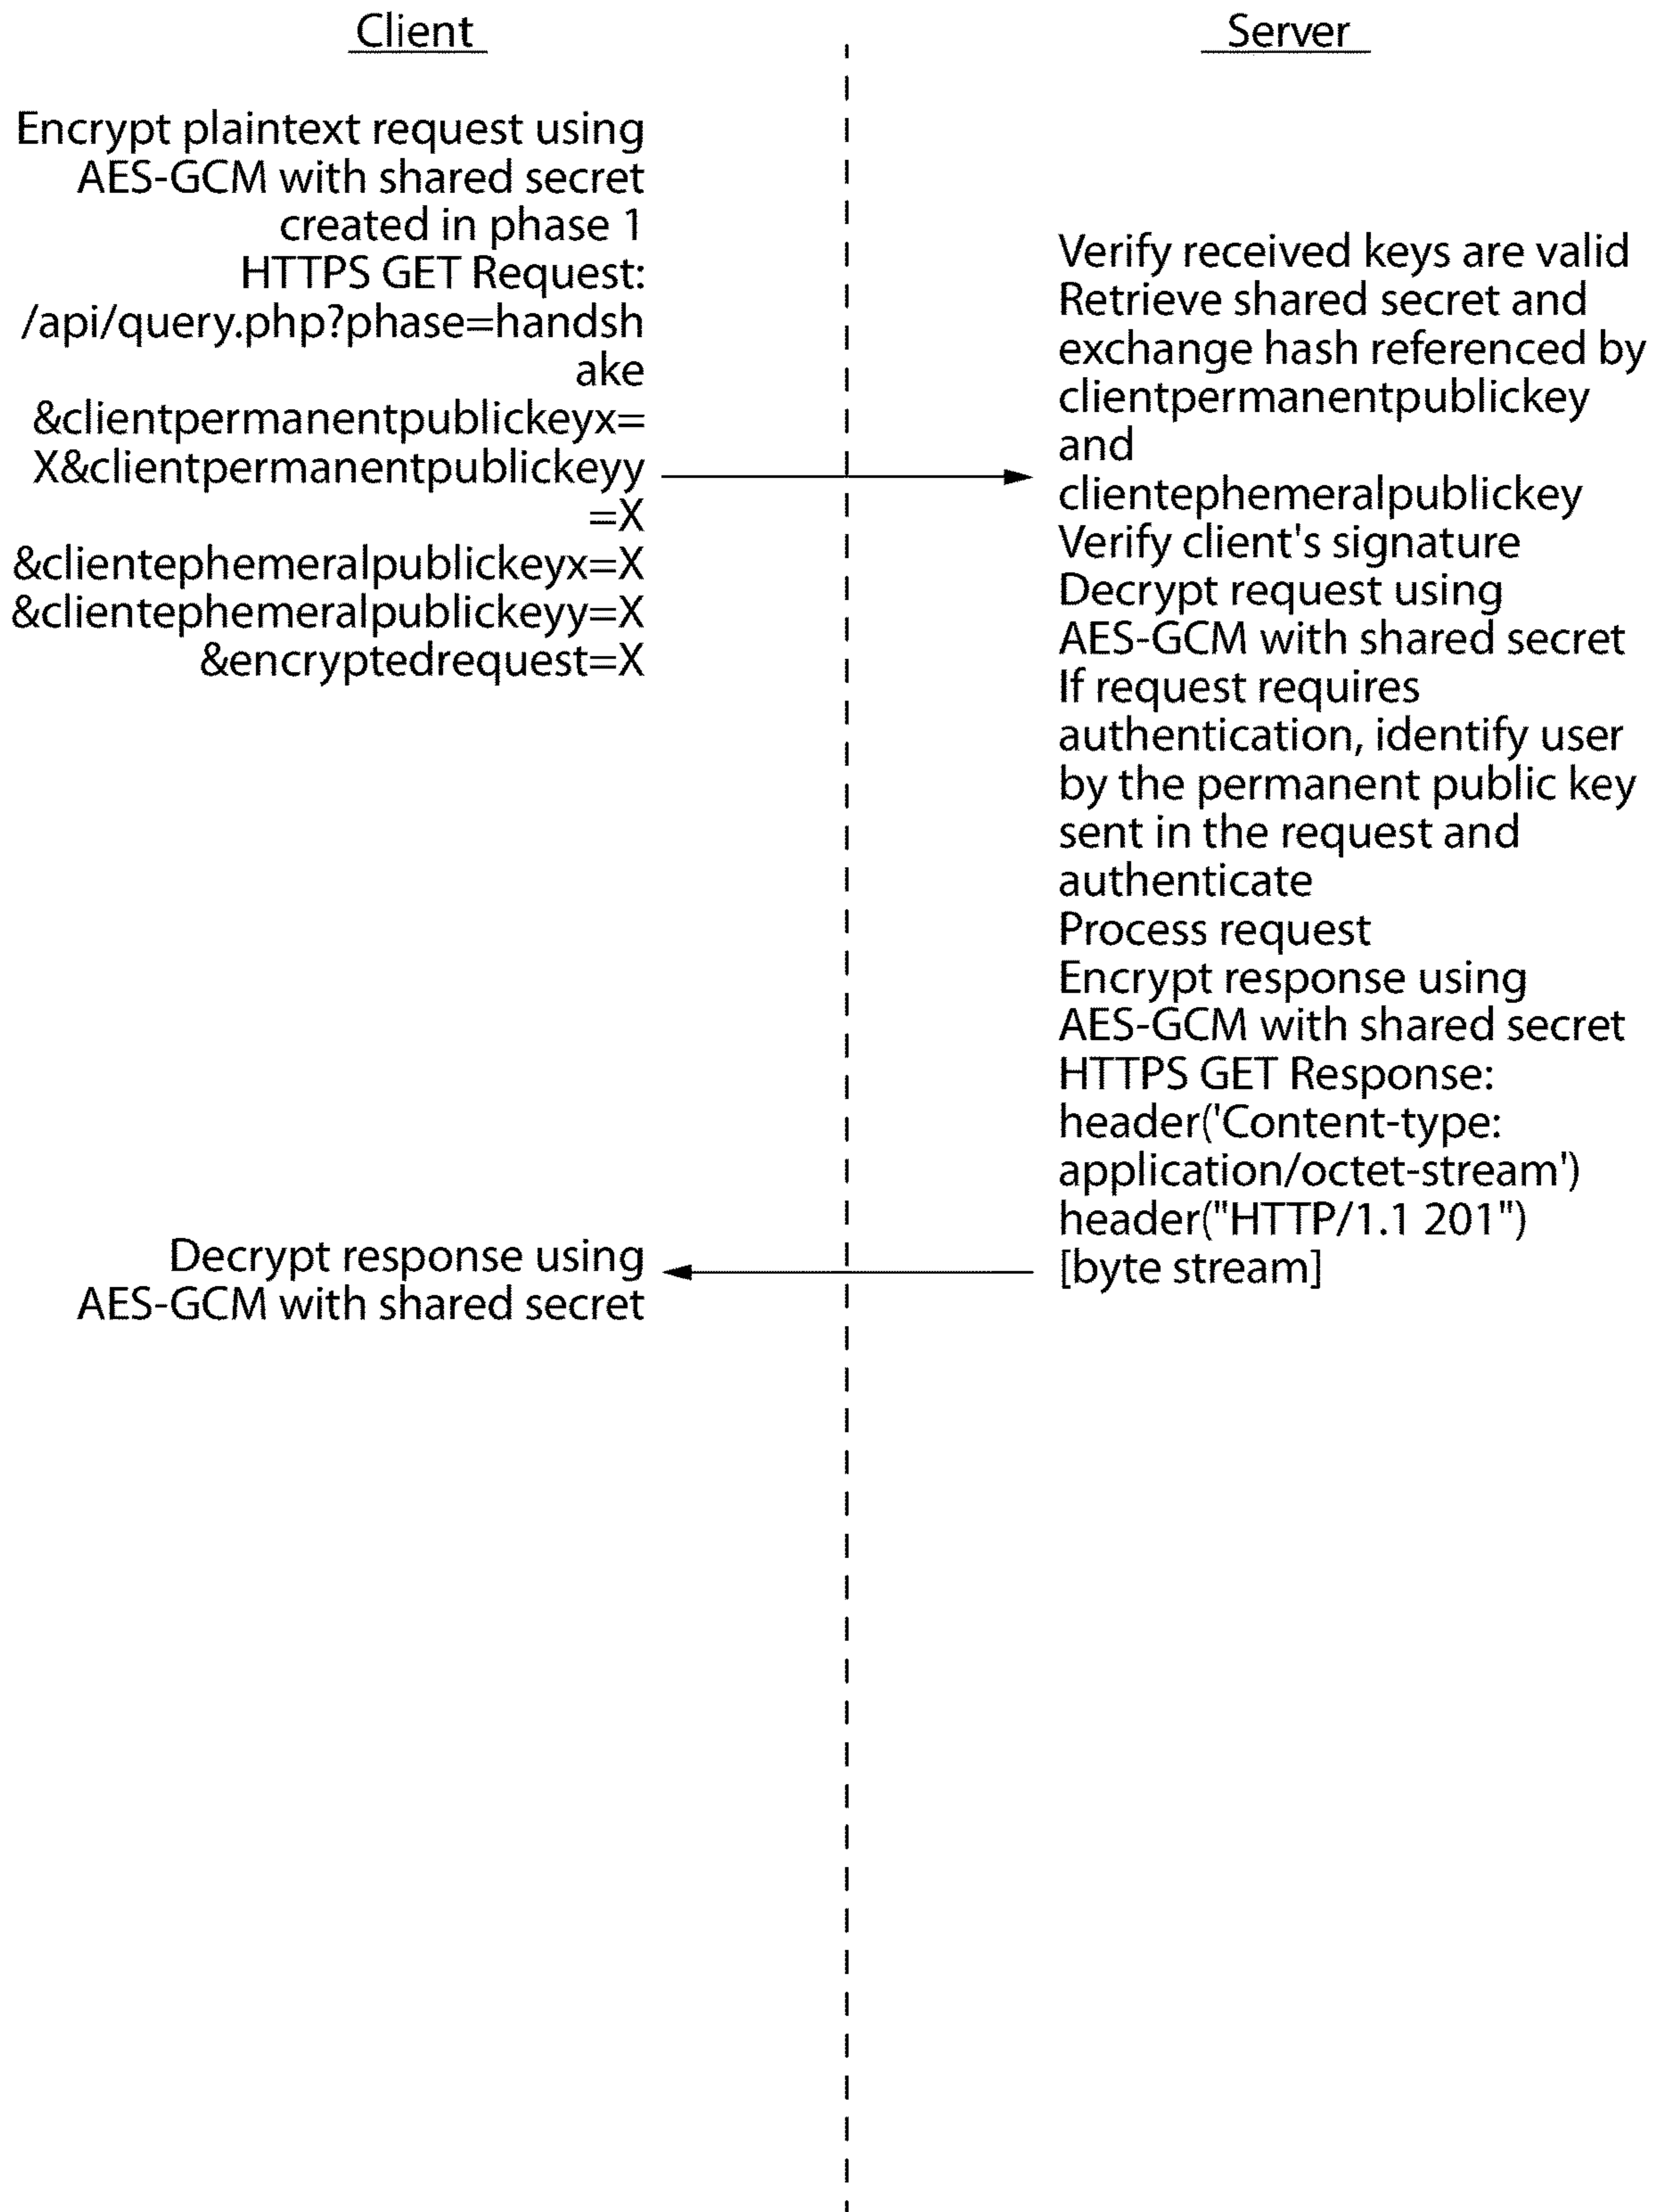 Client
Encrypt plaintext request using
AES-GCM with shared secret
created in phase 1
HTTPS GET Request:
/api/query.php?phase=handsh
ake
&clientpermanentpublickeyx=
X&clientpermanentpublickeyy
=X
&clientephemeralpublickeyx=X
&clientephemeralpublickeyy=X
&encryptedrequest=X
Server
Verify received keys are valid
Retrieve shared secret and
exchange hash referenced by
clientpermanentpublickey
and
clientephemeralpublickey
Verify client's signature
Decrypt request using
AES-GCM with shared secret
If request requires
authentication, identify user
by the permanent public key
sent in the request and
authenticate
Process request
Encrypt response using
AES-GCM with shared secret
HTTPS GET Response:
header('Content-type:
application/octet-stream')
header("HTTP/1.1 201")
[byte stream]
Decrypt response using
AES-GCM with shared secret